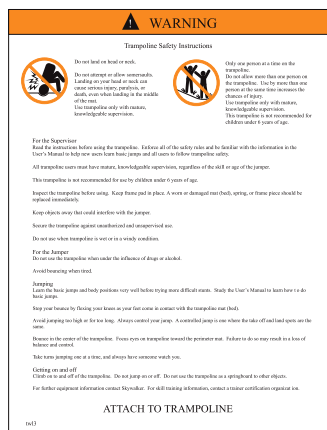 WARNING
Trampoline Safety Instructions
Do not land on head or neck.
Do not attempt or allow somersaults.
Landing on your head or neck can
cause serious injury, paralysis, or
death, even when landing in the middle
of the mat.
Use trampoline only with mature,
knowledgeable supervision.
Only one person at a time on the
trampoline.
Do not allow more than one person on
the trampoline. Use by more than one
person at the same time increases the
chances of injury.
Use trampoline only with mature,
knowledgeable supervision.
This trampoline is not recommended for
children under 6 years of age.
For the Supervisor
Read the instructions before using the trampoline. Enforce all of the safety rules and be familiar with the information in the
User's Manual to help new users learn basic jumps and all users to follow trampoline safety.
All trampoline users must have mature, knowledgeable supervision, regardless of the skill or age of the jumper.
This trampoline is not recommended for use by children under 6 years of age.
Inspect the trampoline before using. Keep frame pad in place. A worn or damaged mat (bed), spring, or frame piece should be
replaced immediately.
Keep objects away that could interfere with the jumper.
Secure the trampoline against unauthorized and unsupervised use.
Do not use when trampoline is wet or in a windy condition.
For the Jumper
Do not use the trampoline when under the influence of drugs or alcohol.
Avoid bouncing when tired.
Jumping
Learn the basic jumps and body positions very well before trying more difficult stunts. Study the User's Manual to learn how t o do
basic jumps.
Stop your bounce by flexing your knees as your feet come in contact with the trampoline mat (bed).
Avoid jumping too high or for too long. Always control your jump. A controlled jump is one where the take off and land spots are the
same.
Bounce in the center of the trampoline. Focus eyes on trampoline toward the perimeter mat. Failure to do so may result in a loss of
balance and control.
Take turns jumping one at a time, and always have someone watch you.
Getting on and off
Climb on to and off of the trampoline. Do not jump on or off. Do not use the trampoline as a springboard to other objects.
For further equipment information contact Skywalker. For skill training information, contact a trainer certification organizat ion.
ATTACH TO TRAMPOLINE
twl3